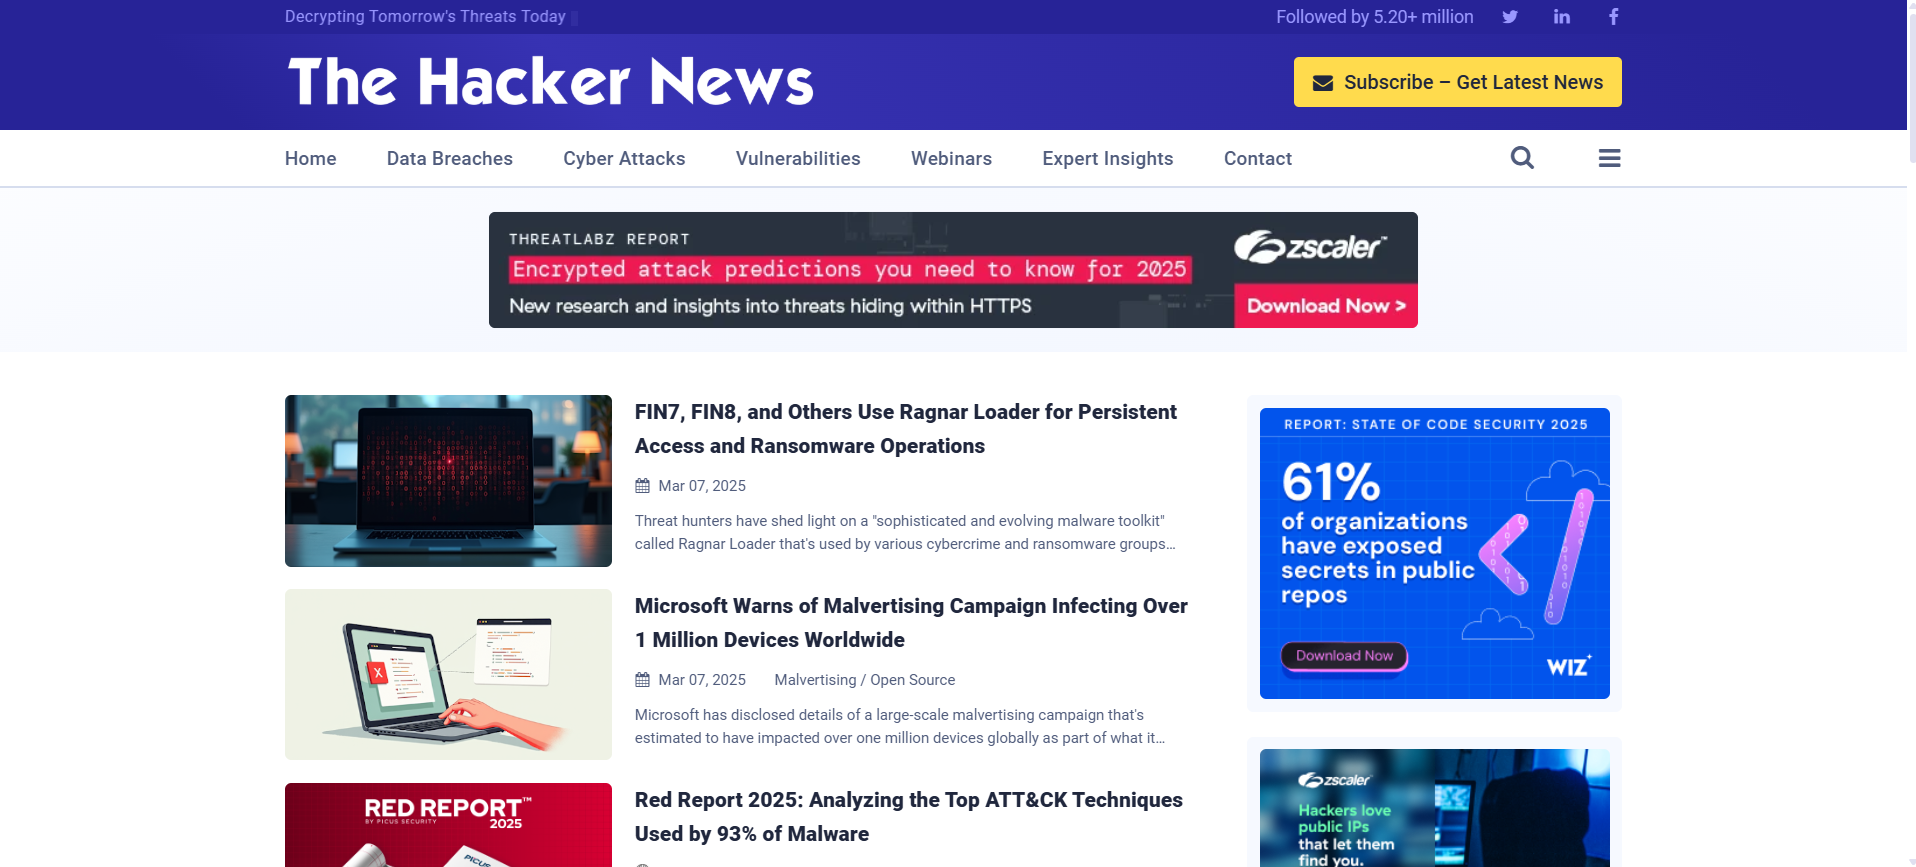 Decrypting Tomorrow's Threats Today
Followed by 5.20+ million
The Hacker News
Subscribe – Get Latest News
Home
Data Breaches
Cyber Attacks
Vulnerabilities
Webinars
Expert Insights
Contact
THREATLABZ REPORT
Encrypted attack predictions you need to know for 2025
New research and insights into threats hiding within HTTPS
zscaler™
Download Now >
FIN7, FIN8, and Others Use Ragnar Loader for Persistent
Access and Ransomware Operations
Mar 07, 2025
Threat hunters have shed light on a "sophisticated and evolving malware toolkit"
called Ragnar Loader that's used by various cybercrime and ransomware groups...
Microsoft Warns of Malvertising Campaign Infecting Over
1 Million Devices Worldwide
Mar 07, 2025
Malvertising / Open Source
Microsoft has disclosed details of a large-scale malvertising campaign that's
estimated to have impacted over one million devices globally as part of what it...
RED REPORT™
BY PICUS SECURITY
2025
PICUS
Red Report 2025: Analyzing the Top ATT&CK Techniques
Used by 93% of Malware
REPORT: STATE OF CODE SECURITY 2025
61%
of organizations
have exposed
secrets in public
repos
Download Now
WIZ
zscaler
Hackers love
public IPs
that let them
find you.